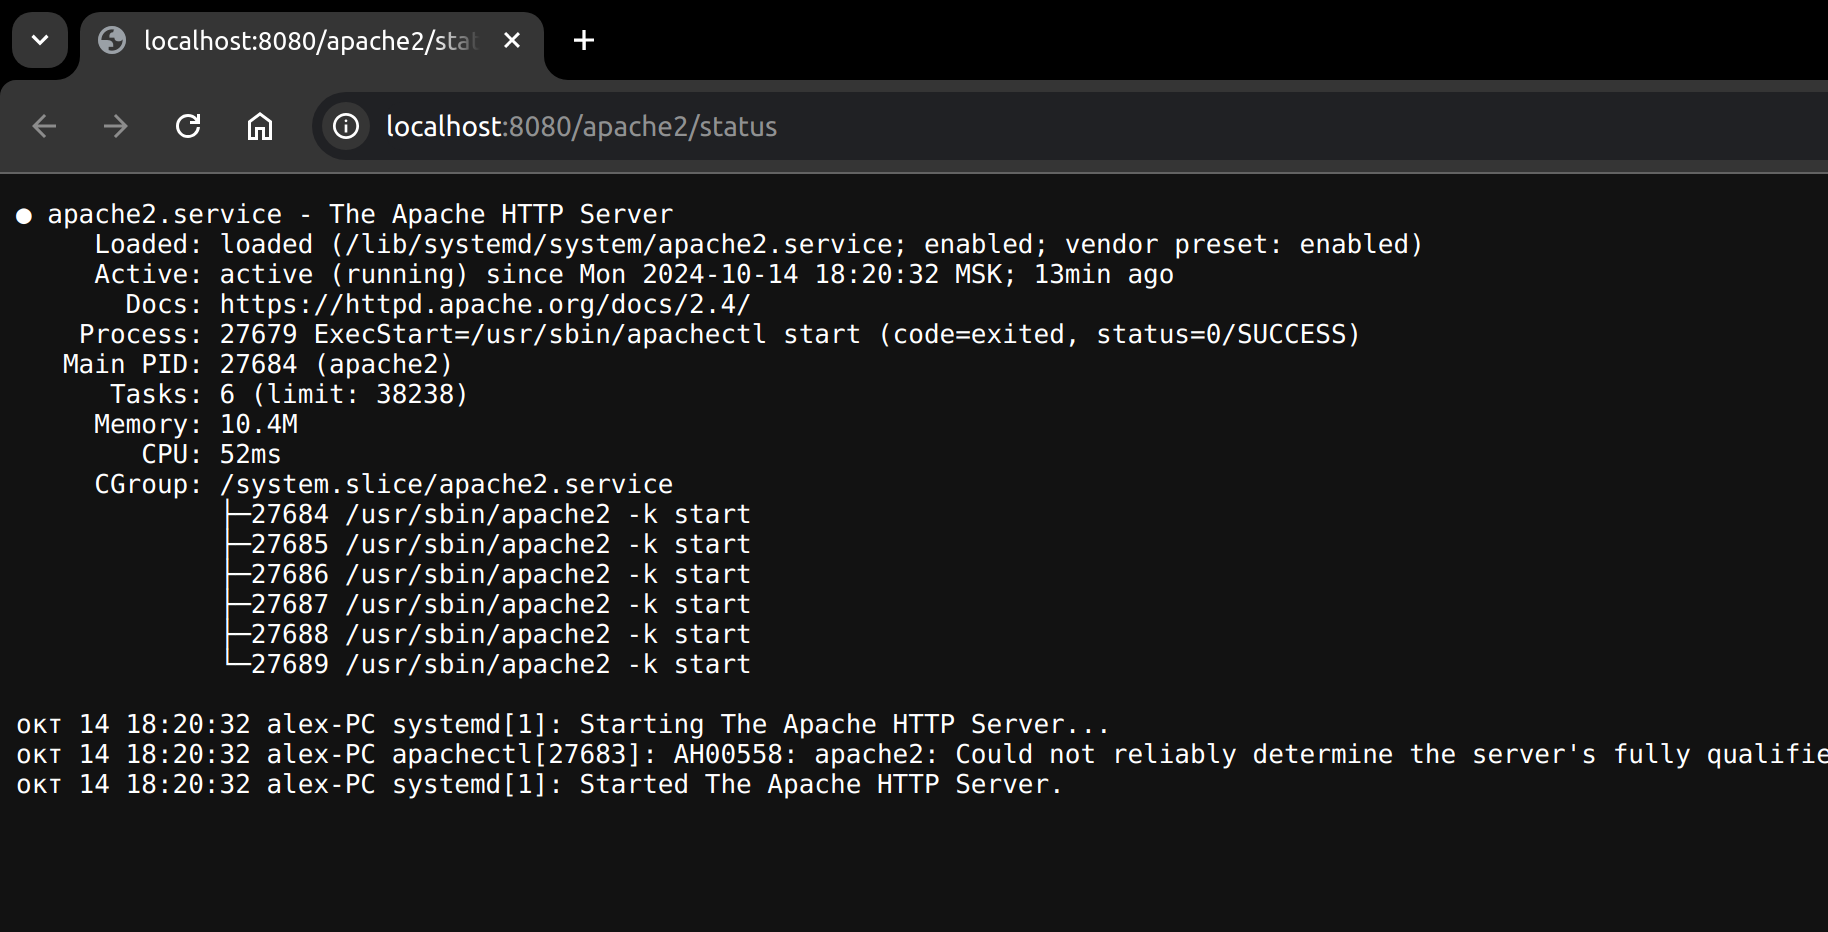 localhost:8080/apache2/stat
localhost:8080/apache2/status
● apache2.service - The Apache HTTP Server
Loaded: loaded (/lib/systemd/system/apache2.service; enabled; vendor preset: enabled)
Active: active (running) since Mon 2024-10-14 18:20:32 MSK; 13min ago
Docs: https://httpd.apache.org/docs/2.4/
Process: 27679 ExecStart=/usr/sbin/apachectl start (code=exited, status=0/SUCCESS)
Main PID: 27684 (apache2)
Tasks: 6 (limit: 38238)
Memory: 10.4M
CPU: 52ms
CGroup: /system.slice/apache2.service
├─27684 /usr/sbin/apache2 -k start
├─27685 /usr/sbin/apache2 -k start
├─27686 /usr/sbin/apache2 -k start
├─27687 /usr/sbin/apache2 -k start
├─27688 /usr/sbin/apache2 -k start
└─27689 /usr/sbin/apache2 -k start
окт 14 18:20:32 alex-PC systemd[1]: Starting The Apache HTTP Server...
окт 14 18:20:32 alex-PC apachectl[27683]: AH00558: apache2: Could not reliably determine the server's fully qualifie
окт 14 18:20:32 alex-PC systemd[1]: Started The Apache HTTP Server.